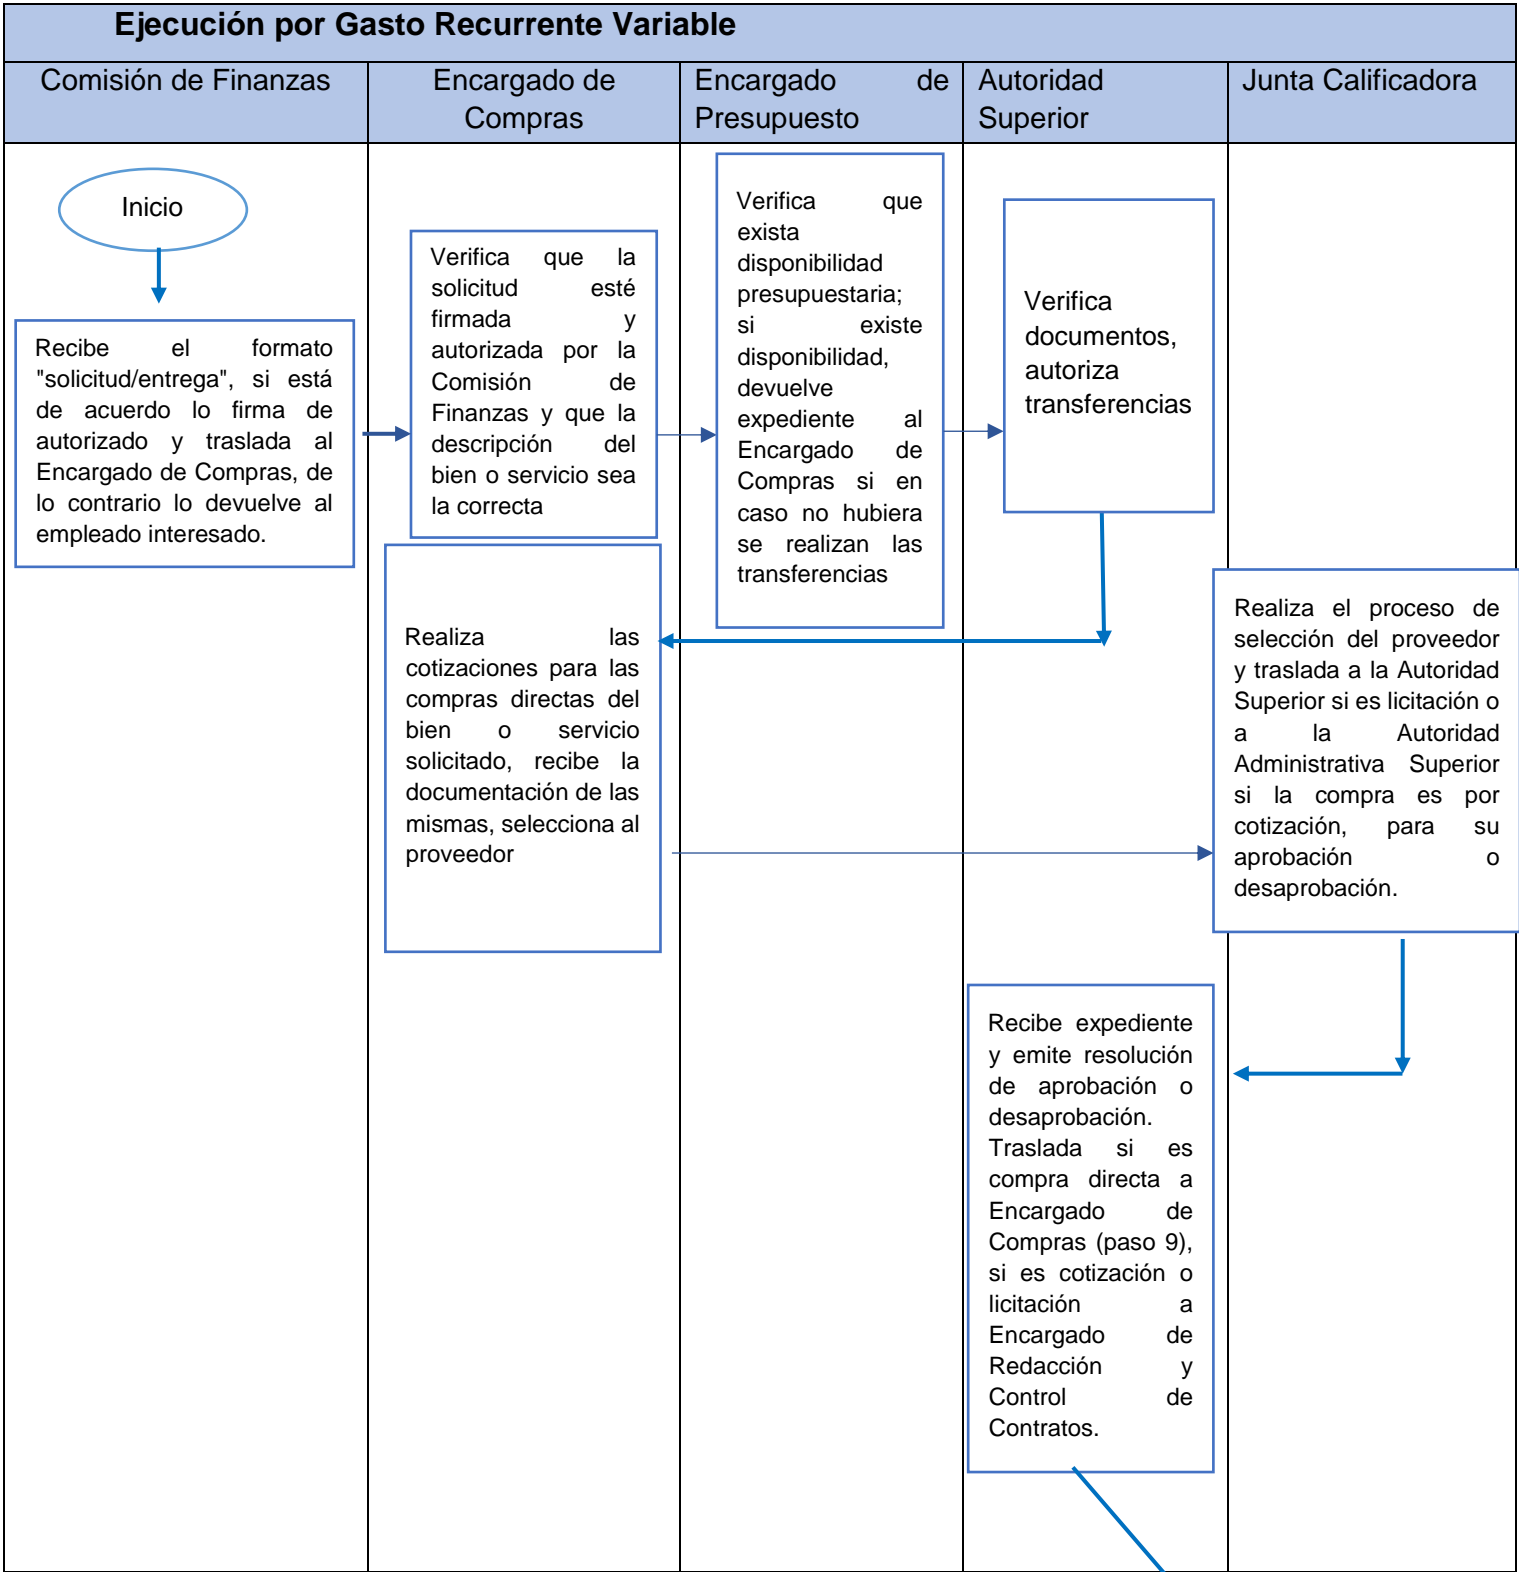 Ejecución por Gasto Recurrente Variable
Comisión de Finanzas
Encargado de
Compras
Encargado de
Presupuesto
Autoridad
Superior
Junta Calificadora
Inicio
Recibe el formato
"solicitud/entrega", si está
de acuerdo lo firma de
autorizado y traslada al
Encargado de Compras, de
lo contrario lo devuelve al
empleado interesado.
Verifica que la
solicitud esté
firmada y
autorizada por la
Comisión de
Finanzas y que la
descripción del
bien o servicio sea
la correcta
Verifica que
exista
disponibilidad
presupuestaria;
si existe
disponibilidad,
devuelve
expediente al
Encargado de
Compras si en
caso no hubiera
se realizan las
transferencias
Verifica
documentos,
autoriza
transferencias
Realiza las
cotizaciones para las
compras directas del
bien o servicio
solicitado, recibe la
documentación de las
mismas, selecciona al
proveedor
Realiza el proceso de
selección del proveedor
y traslada a la Autoridad
Superior si es licitación o
a la Autoridad
Administrativa Superior
si la compra es por
cotización, para su
aprobación o
desaprobación.
Recibe expediente
y emite resolución
de aprobación o
desaprobación.
Traslada si es
compra directa a
Encargado de
Compras (paso 9),
si es cotización o
licitación a
Encargado de
Redacción y
Control de
Contratos.